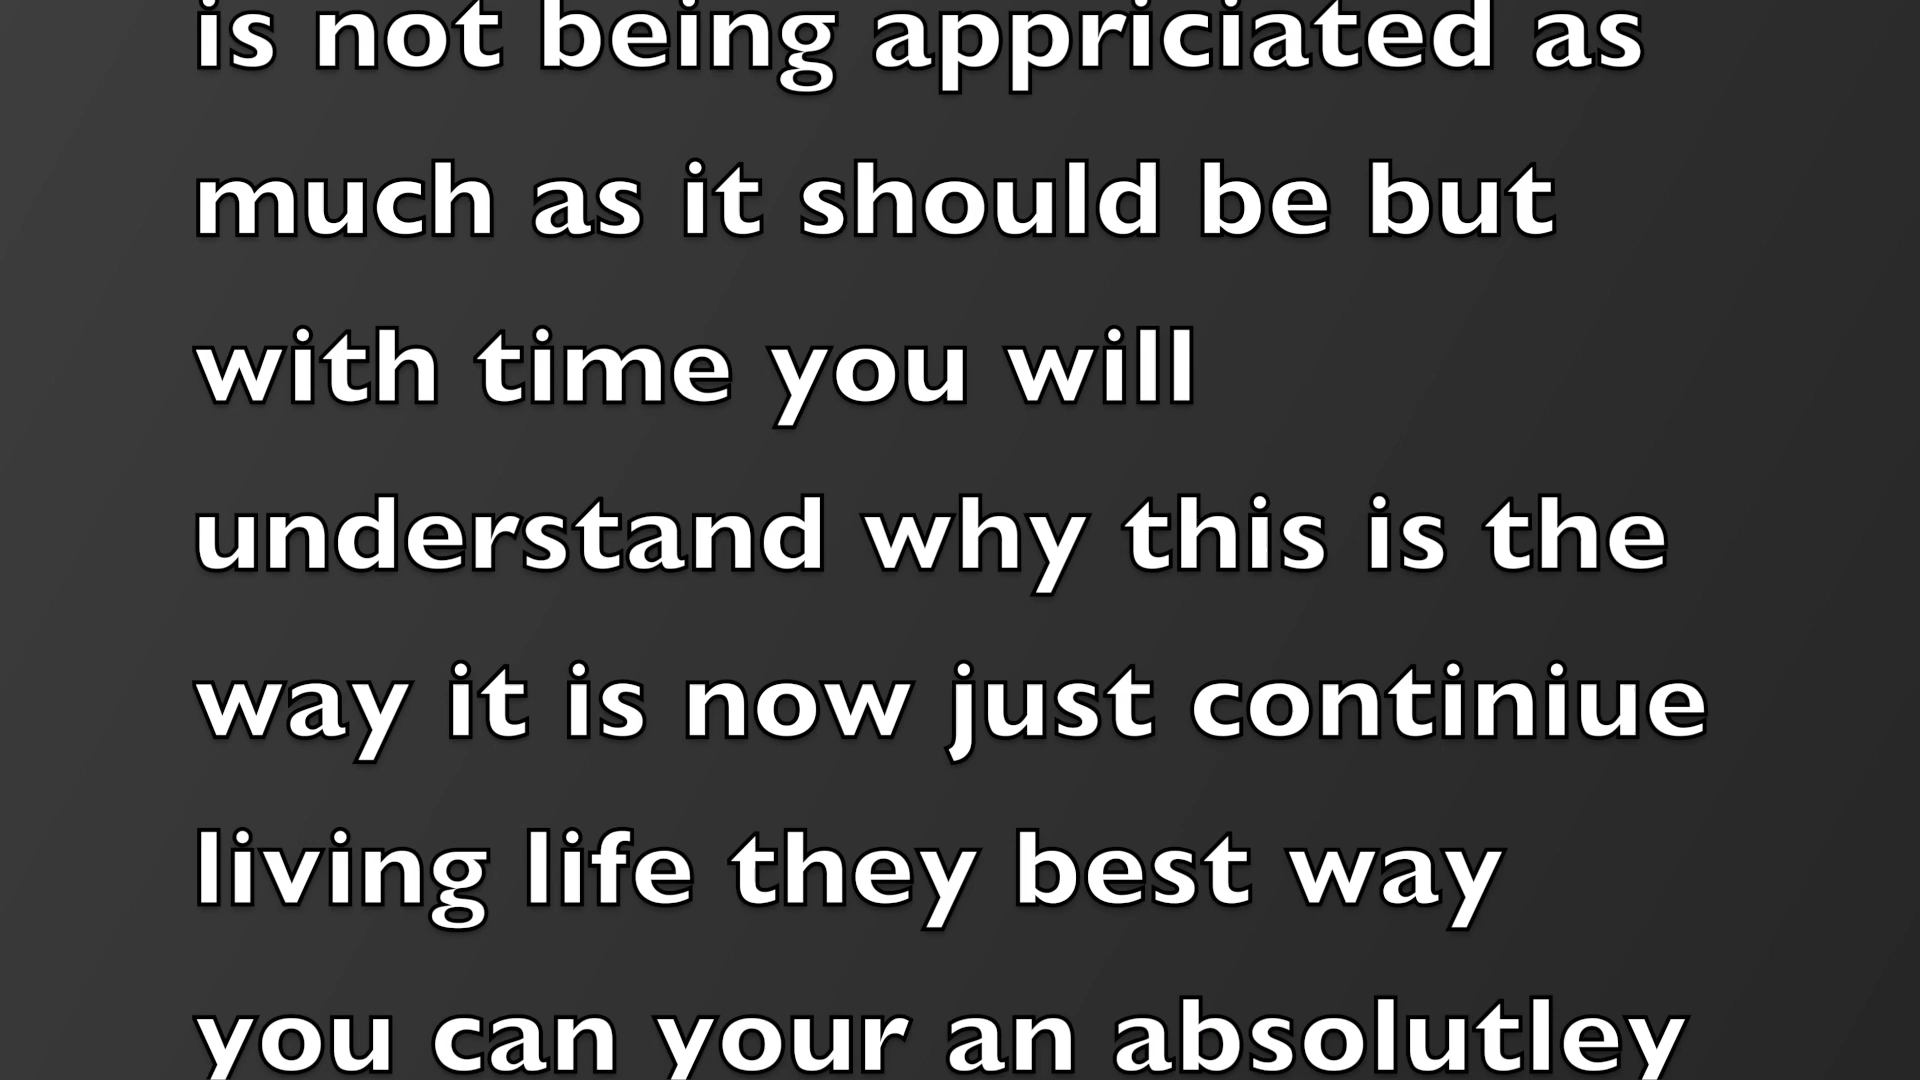 is not being appriciated as
much as it should be but
with time you will
understand why this is the
way it is now just continiue
living life they best way
you can your an absolutley